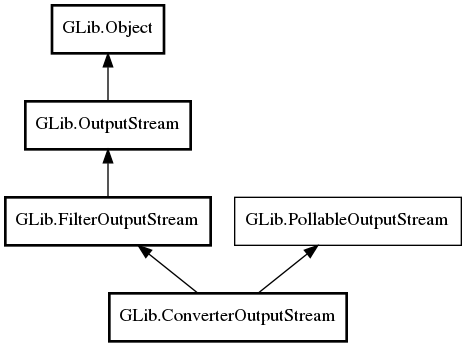 GLib.Object
GLib.OutputStream
GLib.FilterOutputStream
GLib.PollableOutputStream
GLib.ConverterOutputStream